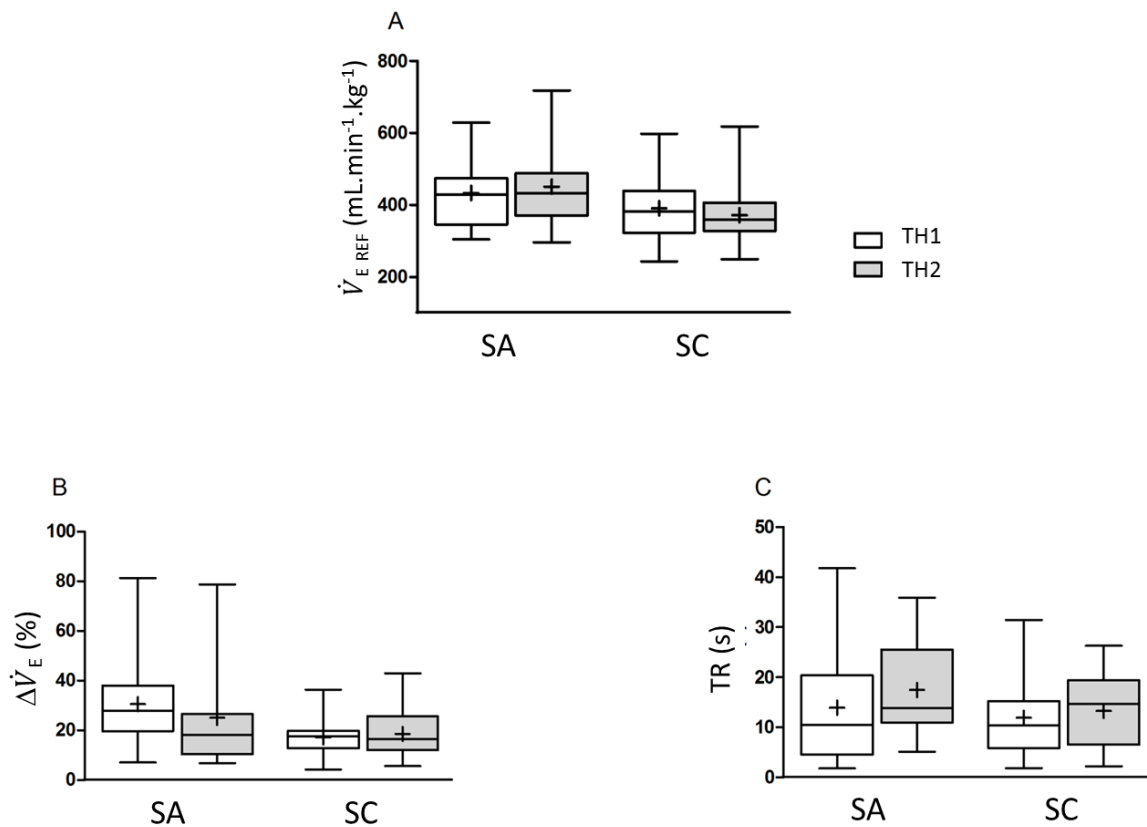 A
800
600
400
200
V̇ E REF (mL.min⁻¹.kg⁻¹)
SA SC
TH1
TH2
B
100
80
60
40
20
0
ΔV̇ E (%)
SA SC
C
50
40
30
20
10
0
TR (s)
SA SC